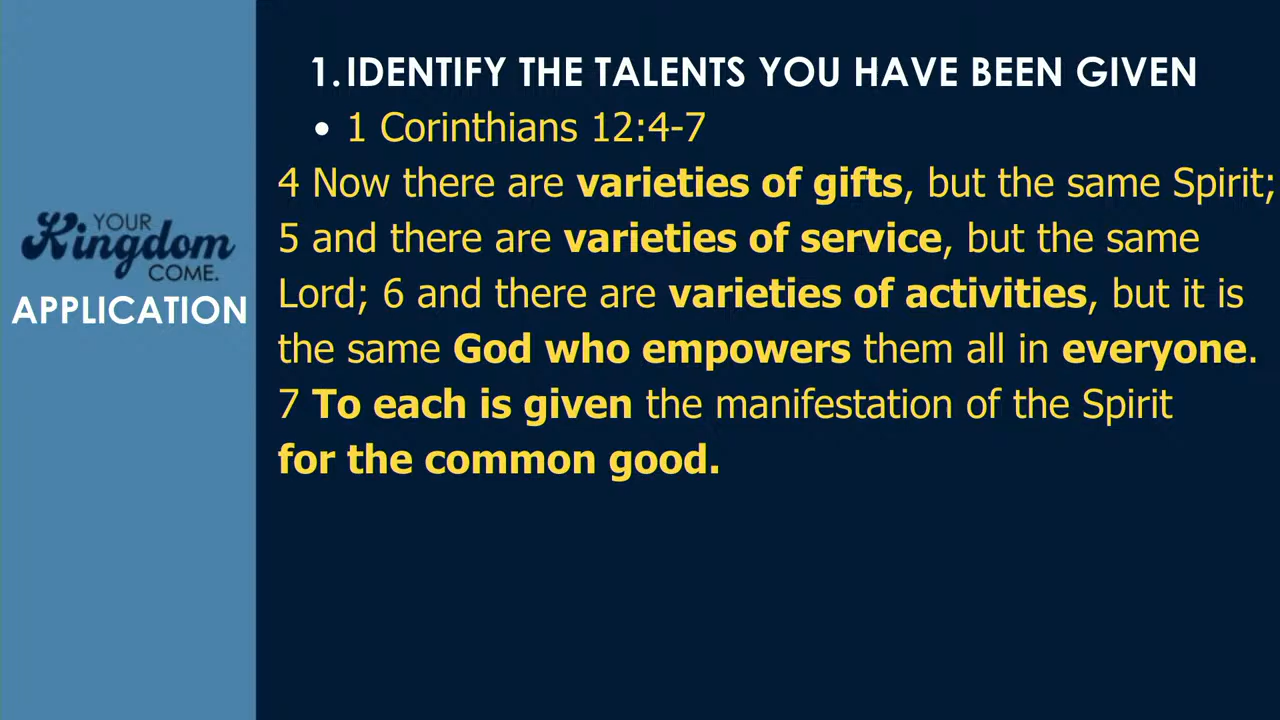 YOUR
Kingdom
COME.
APPLICATION
1. IDENTIFY THE TALENTS YOU HAVE BEEN GIVEN
• 1 Corinthians 12:4-7
4 Now there are varieties of gifts, but the same Spirit;
5 and there are varieties of service, but the same
Lord; 6 and there are varieties of activities, but it is
the same God who empowers them all in everyone.
7 To each is given the manifestation of the Spirit
for the common good.